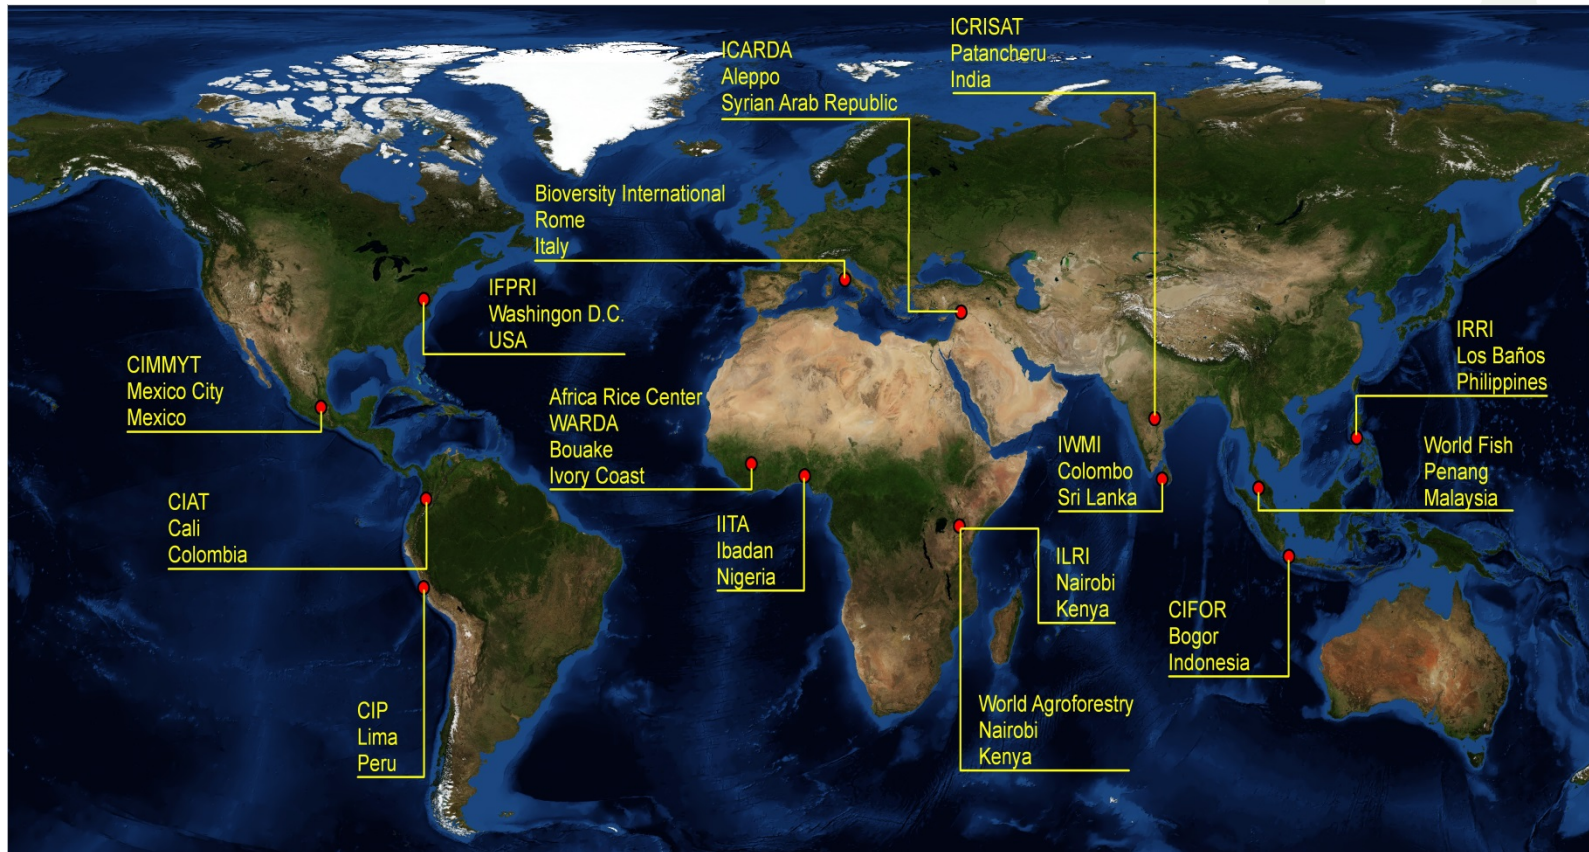 ICRISAT
Patancheru
India
ICARDA
Aleppo
Syrian Arab Republic
Bioversity International
Rome
Italy
IFPRI
Washingon D.C.
USA
IRRI
Los Baños
Philippines
CIMMYT
Mexico City
Mexico
Africa Rice Center
WARDA
Bouake
Ivory Coast
IWMI
Colombo
Sri Lanka
World Fish
Penang
Malaysia
CIAT
Cali
Colombia
IITA
Ibadan
Nigeria
ILRI
Nairobi
Kenya
CIFOR
Bogor
Indonesia
CIP
Lima
Peru
World Agroforestry
Nairobi
Kenya